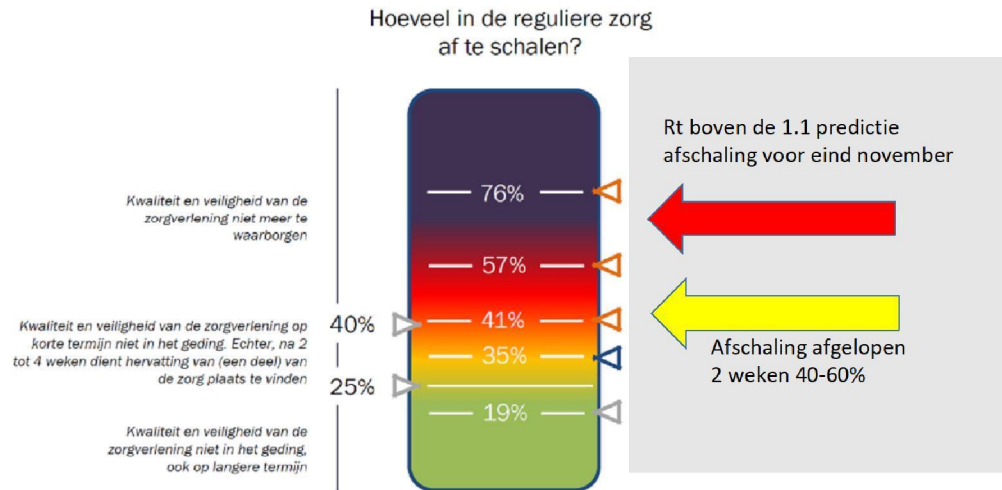 Hoeveel in de reguliere zorg
af te schalen?
Kwaliteit en veiligheid van de
zorgverlening niet meer te
waarborgen
40%
Kwaliteit en veiligheid van de zorgverlening op
korte termijn niet in het geding. Echter, na 2
tot 4 weken dient hervatting van (een deel) van
de zorg plaats te vinden
25%
Kwaliteit en veiligheid van de
zorgverlening niet in het geding,
ook op langere termijn
76%
57%
41%
35%
19%
Rt boven de 1.1 predictie
afschaling voor eind november
Afschaling afgelopen
2 weken 40-60%